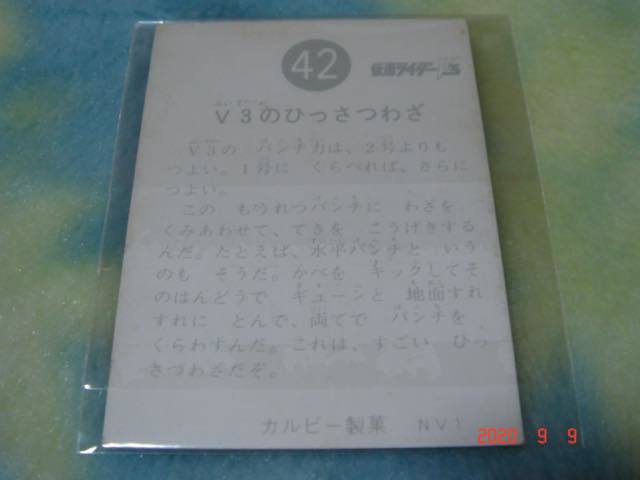 42
仮面ライダーV3
V3のひっさつわざ
V3の パンチ力は、2号よりも
つよい。1号に くらべれば、さらに
つよい。
この もうれつパンチに わざを
くみあわせて、てきを こうげきする
んだ。たとえば、水平パンチと いう
のも そうだ。かべを キックしてそ
のはんどうで ギューンと 地面すれ
すれに とんで、両てで パンチを
くらわすんだ。これは、すごい ひっ
さつわざだぞ。
カルビー製菓 NV1
2020 9 9